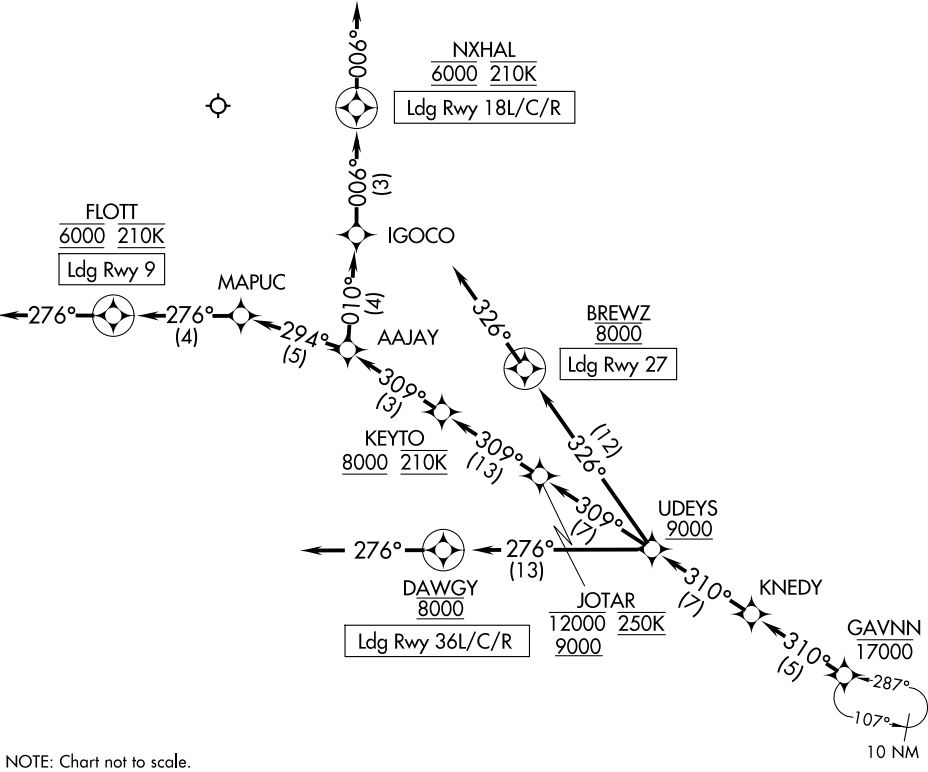 006°
NXHAL
6000 210K
Ldg Rwy 18L/C/R
006°
(3)
FLOTT
6000 210K
Ldg Rwy 9
IGOCO
MAPUC
010°
(4)
276°
276°
(4)
294°
(5)
AAJAY
326°
BREWZ
8000
Ldg Rwy 27
309°
(3)
KEYTO
8000 210K
309°
(13)
(12)
326°
309°
(7)
UDEYS
9000
276°
276°
(13)
DAWGY
8000
Ldg Rwy 36L/C/R
JOTAR
12000 250K
9000
310°
(7)
KNEDY
310°
(5)
GAVNN
17000
287°
107°
10 NM
NOTE: Chart not to scale.